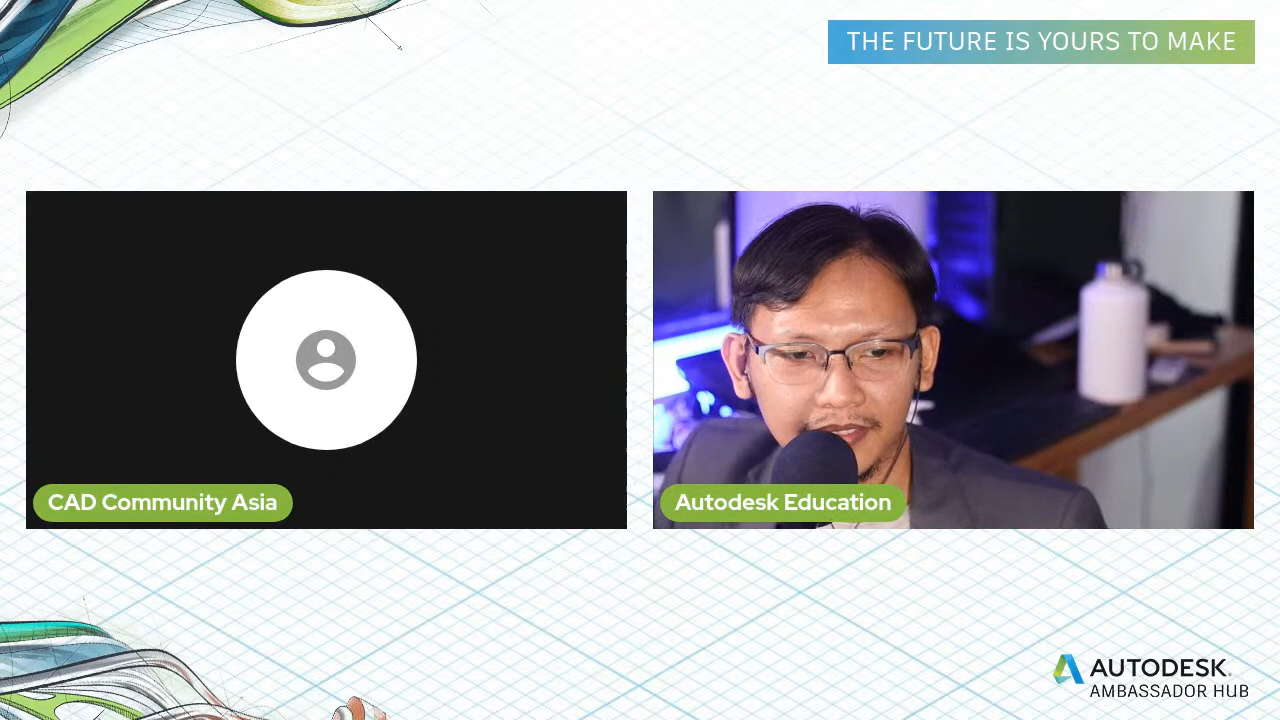 THE FUTURE IS YOURS TO MAKE
CAD Community Asia
Autodesk Education
AUTODESK
AMBASSADOR HUB